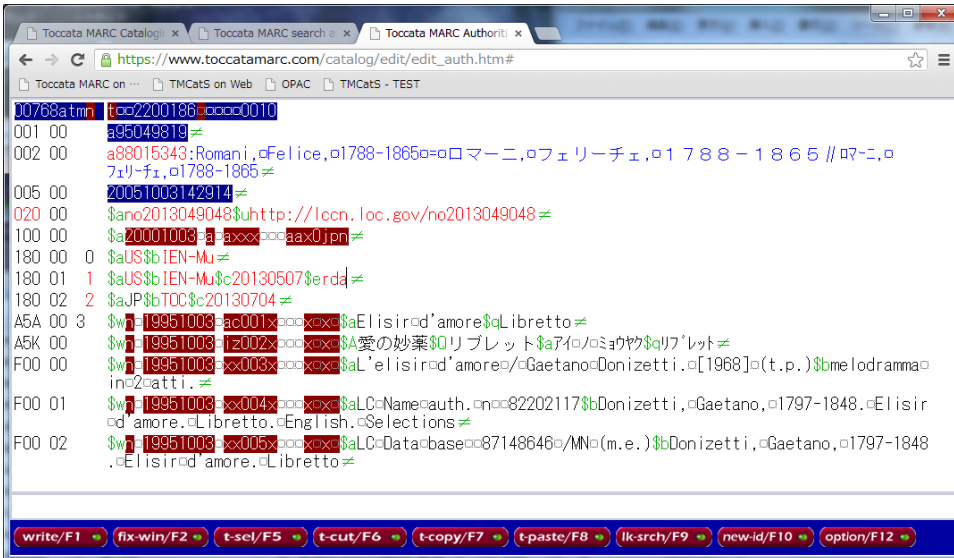 Toccata MARC Catalogi
Toccata MARC search a
Toccata MARC Authoriti
https://www.toccatamarc.com/catalog/edit/edit_auth.htm#
Toccata MARC on ⋯ TMCatS on Web OPAC TMCatS - TEST
00768atmn t□□2200186□□□□□0010
001 00 a95049819≠
002 00 a88015343:Romani,□Felice,□1788-1865□=□ロマーニ,□フェリーチェ,□1788-1865∥ロマーニ,□
フェリーチェ,□1788-1865≠
005 00 20051003142914≠
020 00 $ano2013049048$uhttp://lccn.loc.gov/no2013049048≠
100 00 $a20001003□a□axxx□□□aax0jpn≠
180 00 0 $aUS$bIEN-Mu≠
180 01 1 $aUS$bIEN-Mu$c20130507$erda≠
180 02 2 $aJP$bTOC$c20130704≠
A5A 00 3 $wn□19951003□ac001x□□□x□x□$aElisir□d'amore$qLibretto≠
A5K 00 $wn□19951003□iz002x□□□x□x□$A愛の妙薬$Qリブレット$aアイ□ノ□ミョウヤク$qリブレット≠
F00 00 $wn□19951003□xx003x□□□x□x□$aL'elisir□d'amore□/□Gaetano□Donizetti.□[1968]□(t.p.)$bmelodramma□
in□2□atti.≠
F00 01 $wn□19951003□xx004x□□□x□x□$aLC□Name□auth.□n□□82202117$bDonizetti,□Gaetano,□1797-1848.□Elisir
□d'amore.□Libretto.□English.□Selections≠
F00 02 $wn□19951003□xx005x□□□x□x□$aLC□Data□base□□87148646□/MN□(m.e.)$bDonizetti,□Gaetano,□1797-1848
.□Elisir□d'amore.□Libretto≠
write/F1 fix-win/F2 t-sel/F5 t-cut/F6 t-copy/F7 t-paste/F8 lk-srch/F9 new-id/F10 option/F12